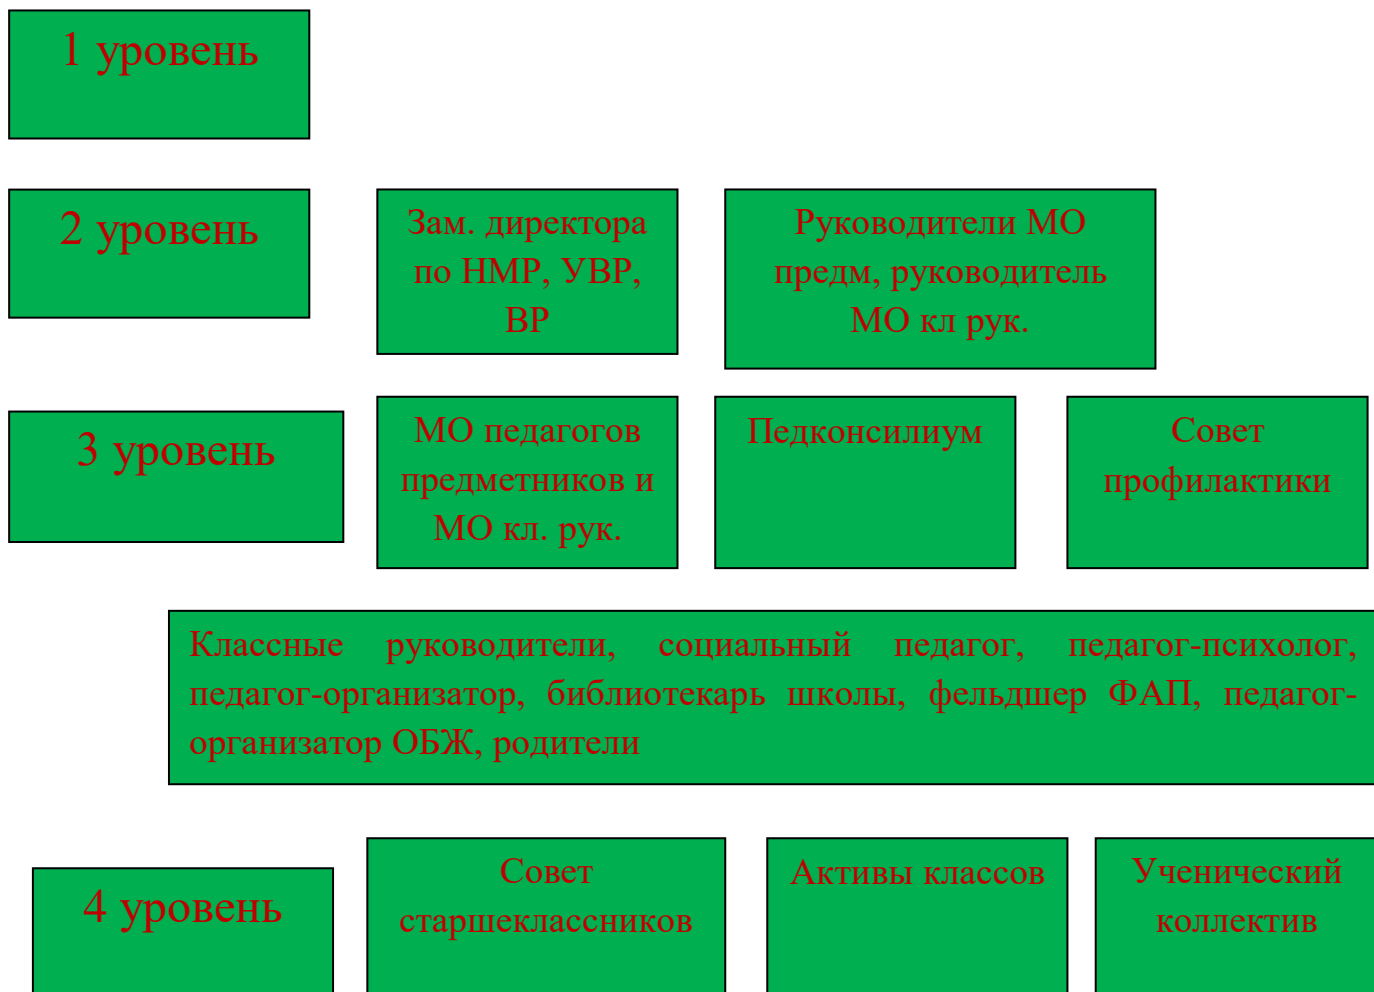 1 уровень
2 уровень
Зам. директора
по НМР, УВР,
ВР
Руководители МО
предм, руководитель
МО кл рук.
3 уровень
МО педагогов
предметников и
МО кл. рук.
Педконсилиум
Совет
профилактики
Классные руководители, социальный педагог, педагог-психолог,
педагог-организатор, библиотекарь школы, фельдшер ФАП, педагог-
организатор ОБЖ, родители
4 уровень
Совет
старшеклассников
Активы классов
Ученический
коллектив